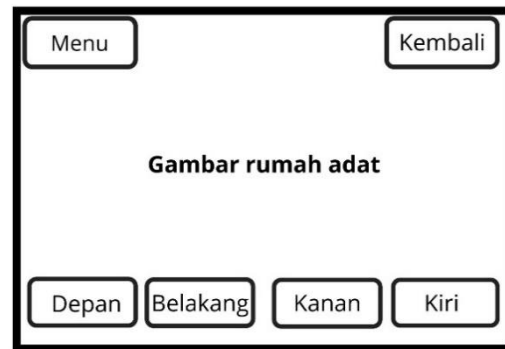 Menu
Kembali
Gambar rumah adat
Depan
Belakang
Kanan
Kiri